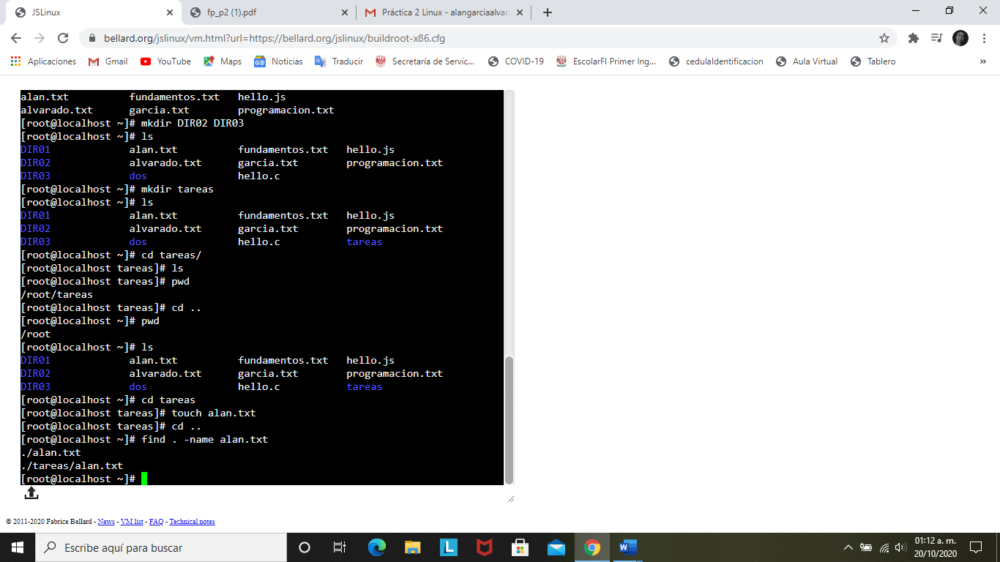 JSLinux
fp_p2 (1).pdf
Práctica 2 Linux - alangarciaalvara
bellard.org/jslinux/vm.html?url=https://bellard.org/jslinux/buildroot-x86.cfg
Aplicaciones
Gmail
YouTube
Maps
Noticias
Traducir
Secretaría de Servic...
COVID-19
EscolarFI Primer Ing...
cedulaIdentificacion
Aula Virtual
Tablero
»
alan.txt fundamentos.txt hello.js
alvarado.txt garcia.txt programacion.txt
[root@localhost ~]# mkdir DIR02 DIR03
[root@localhost ~]# ls
DIR01 alan.txt fundamentos.txt hello.js
DIR02 alvarado.txt garcia.txt programacion.txt
DIR03 dos hello.c
[root@localhost ~]# mkdir tareas
[root@localhost ~]# ls
DIR01 alan.txt fundamentos.txt hello.js
DIR02 alvarado.txt garcia.txt programacion.txt
DIR03 dos hello.c tareas
[root@localhost ~]# cd tareas/
[root@localhost tareas]# ls
[root@localhost tareas]# pwd
/root/tareas
[root@localhost tareas]# cd ..
[root@localhost ~]# pwd
/root
[root@localhost ~]# ls
DIR01 alan.txt fundamentos.txt hello.js
DIR02 alvarado.txt garcia.txt programacion.txt
DIR03 dos hello.c tareas
[root@localhost ~]# cd tareas
[root@localhost tareas]# touch alan.txt
[root@localhost tareas]# cd ..
[root@localhost ~]# find . -name alan.txt
./alan.txt
./tareas/alan.txt
[root@localhost ~]#
© 2011-2020 Fabrice Bellard - News - VM list - FAQ - Technical notes
Escribe aquí para buscar
01:12 a. m.
20/10/2020